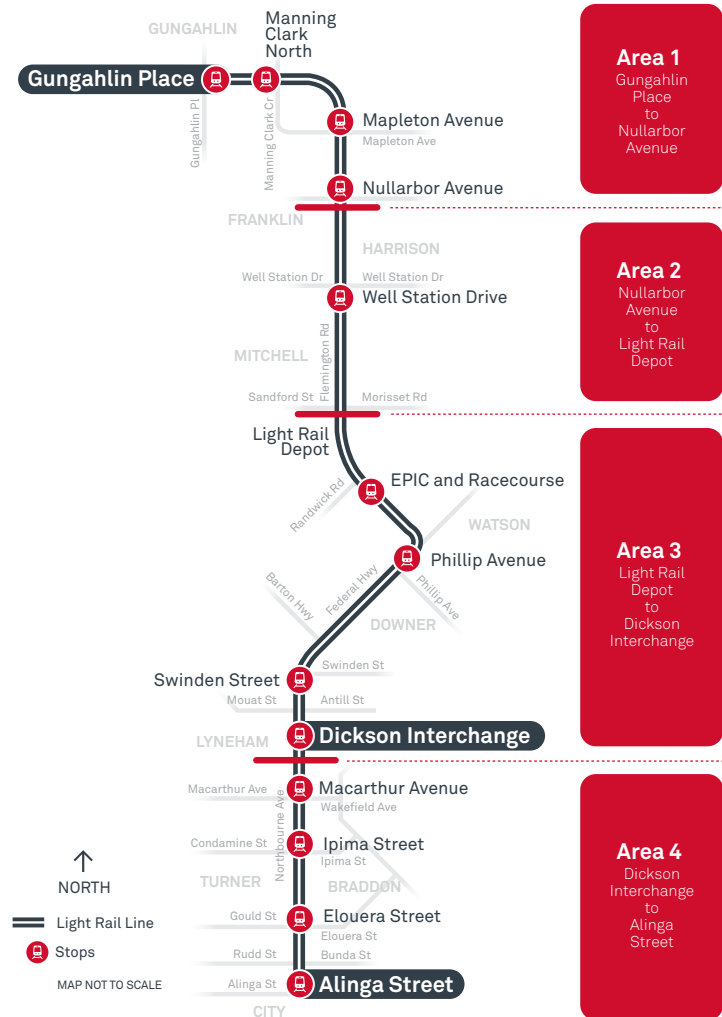 GUNGAHLIN
Manning
Clark
North
Gungahlin Place
Gungahlin Pl
Manning Clark Cr
Mapleton Avenue
Mapleton Ave
Nullarbor Avenue
FRANKLIN
HARRISON
Well Station Dr
Well Station Dr
Well Station Drive
Flemington Rd
MITCHELL
Sandford St
Morisset Rd
Light Rail
Depot
EPIC and Racecourse
Randwick Rd
WATSON
Phillip Avenue
Barton Hwy
Federal Hwy
Phillip Ave
DOWNER
Swinden St
Swinden Street
Mouat St
Antill St
Dickson Interchange
LYNEHAM
Macarthur Ave
Macarthur Avenue
Wakefield Ave
Northbourne Ave
Condamine St
Ipima Street
Ipima St
TURNER
BRADDON
Gould St
Elouera Street
Elouera St
Rudd St
Bunda St
Alinga St
Alinga Street
CITY
NORTH
Light Rail Line
Stops
MAP NOT TO SCALE
Area 1
Gungahlin
Place
to
Nullarbor
Avenue
Area 2
Nullarbor
Avenue
to
Light Rail
Depot
Area 3
Light Rail
Depot
to
Dickson
Interchange
Area 4
Dickson
Interchange
to
Alinga
Street